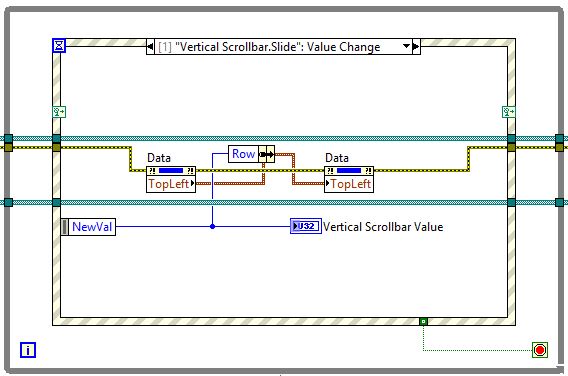 [1] "Vertical Scrollbar.Slide": Value Change
Data
Row
Data
?! ?!
?! ?!
TopLeft
TopLeft
NewVal
U32
Vertical Scrollbar Value
i